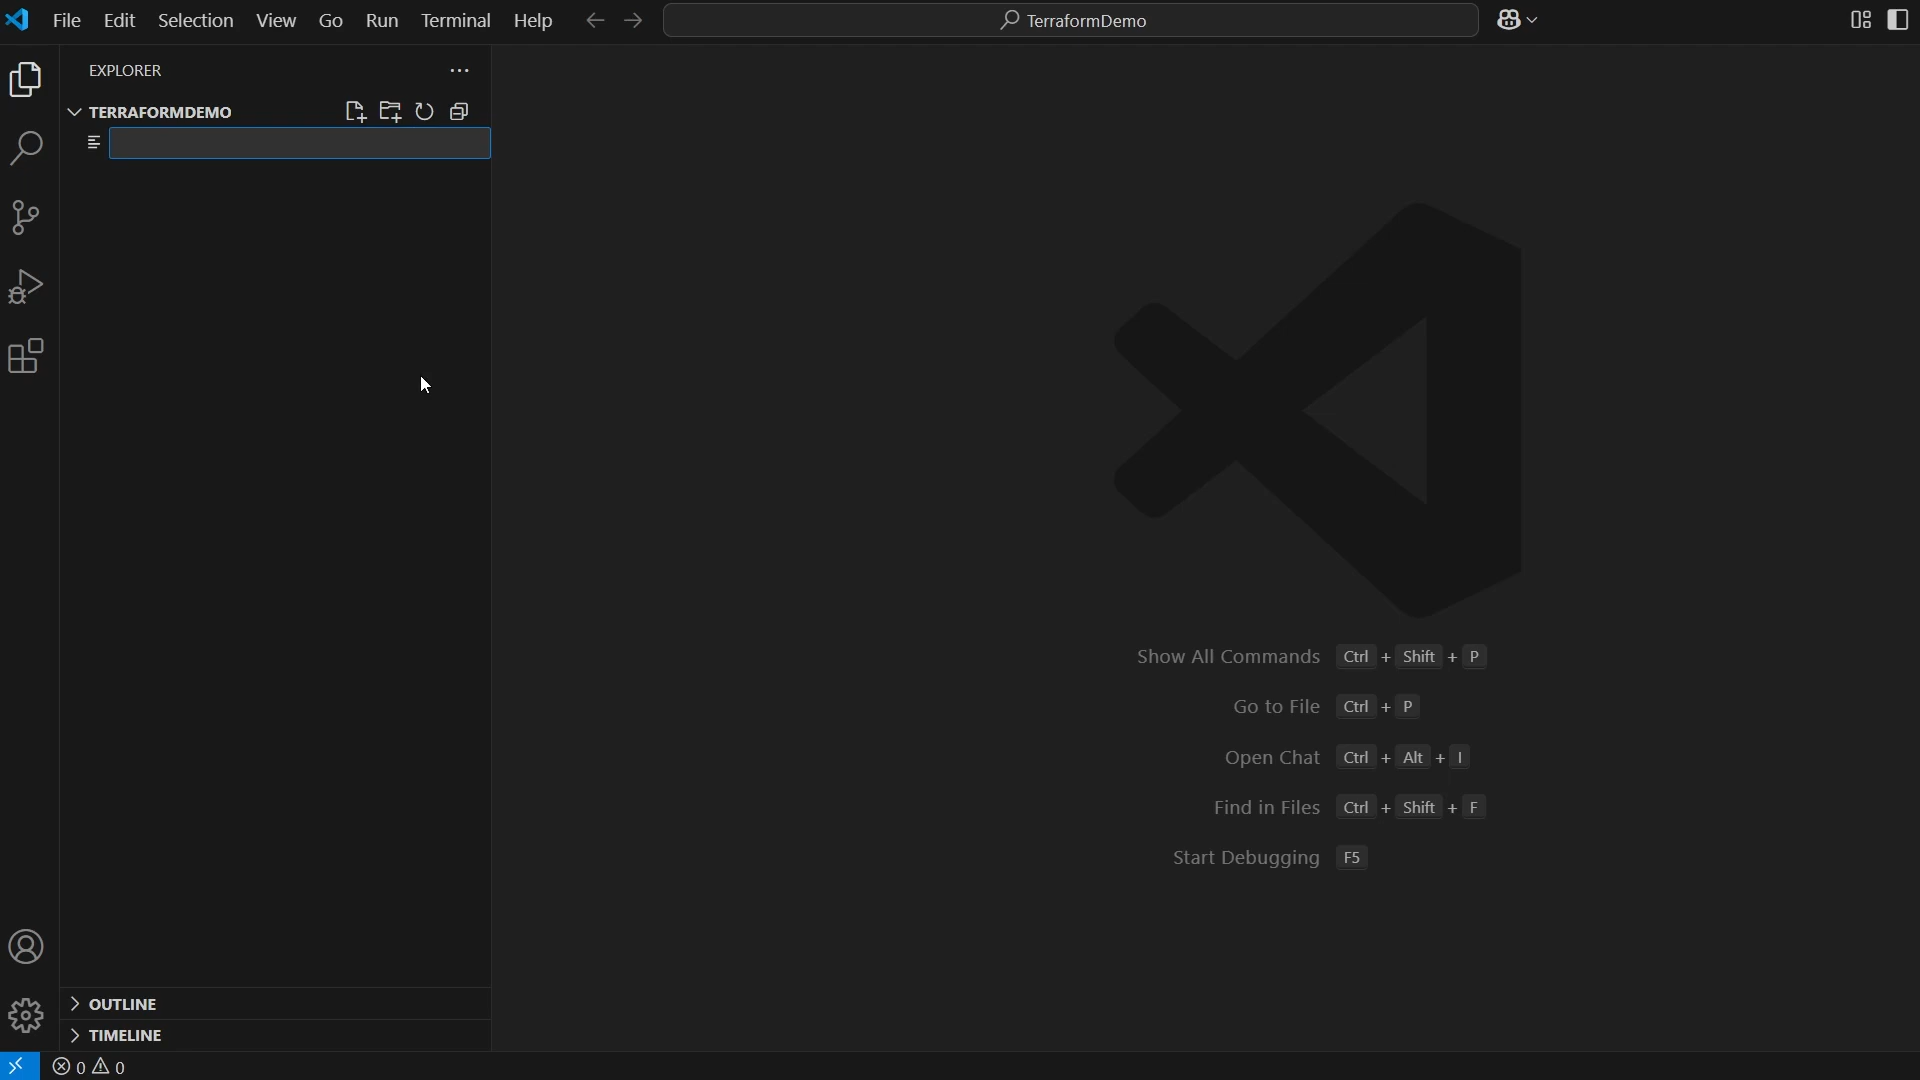 File Edit Selection View Go Run Terminal Help
TerraformDemo
EXPLORER
TERRAFORMDEMO
Show All Commands Ctrl + Shift + P
Go to File Ctrl + P
Open Chat Ctrl + Alt + I
Find in Files Ctrl + Shift + F
Start Debugging F5
OUTLINE
TIMELINE
0 0